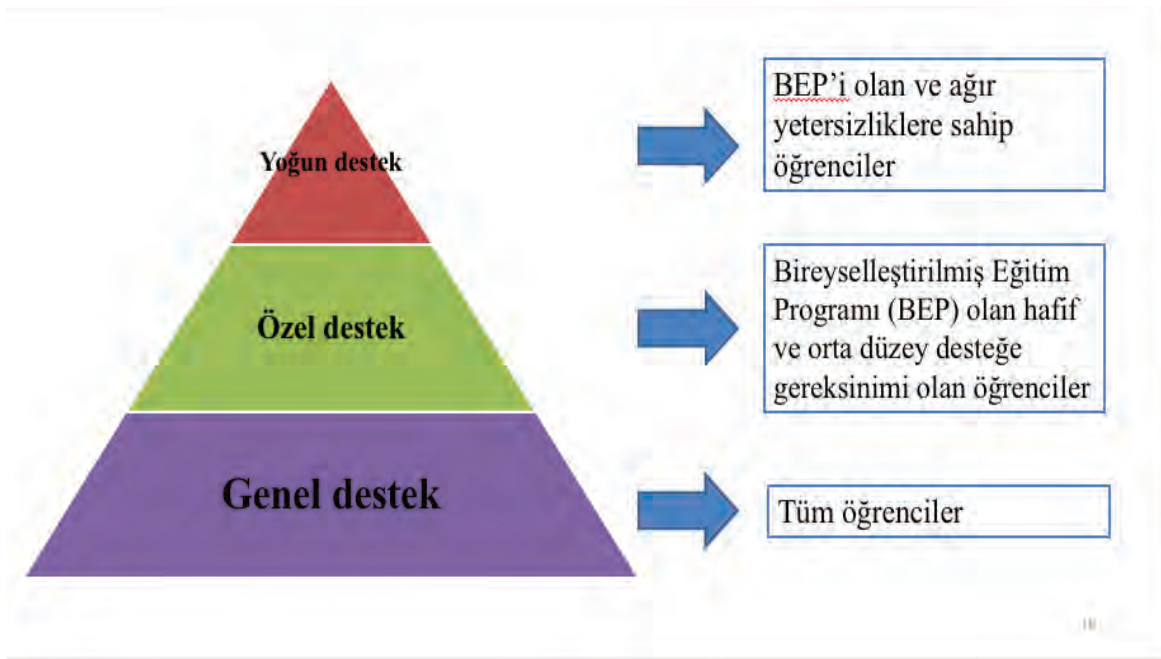 Yoğun destek
BEP’i olan ve ağır
yetersizliklere sahip
öğrenciler
Özel destek
Bireyselleştirilmiş Eğitim
Programı (BEP) olan hafif
ve orta düzey desteğe
gereksinimi olan öğrenciler
Genel destek
Tüm öğrenciler